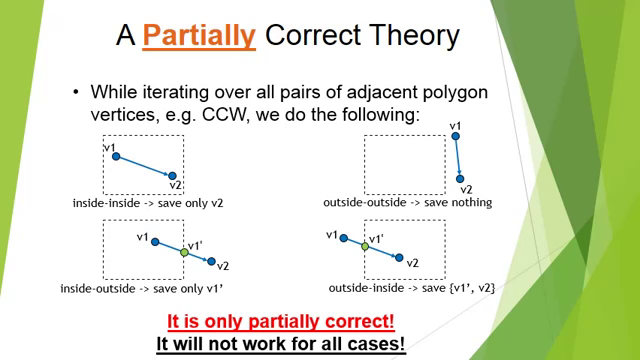 A Partially Correct Theory
• While iterating over all pairs of adjacent polygon
vertices, e.g. CCW, we do the following:
v1
v2
inside-inside -> save only v2
v1
v2
outside-outside -> save nothing
v1
v1'
v2
inside-outside -> save only v1’
v1
v1'
v2
outside-inside -> save {v1’, v2}
It is only partially correct!
It will not work for all cases!